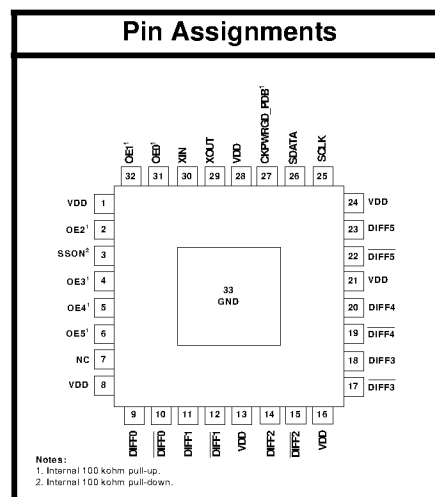 Pin Assignments
OE1¹ OE0¹ XIN XOUT VDD CKPWRGD_PDB¹ SDATA SCLK
32 31 30 29 28 27 26 25
VDD 1 24 VDD
OE2¹ 2 23 DIFF5
SSON² 3 22 DIFF5
OE3¹ 4 21 VDD
OE4¹ 5 20 DIFF4
OE5¹ 6 19 DIFF4
NC 7 18 DIFF3
VDD 8 17 DIFF3
33
GND
9 10 11 12 13 14 15 16
DIFF0 DIFF0 DIFF1 DIFF1 VDD DIFF2 DIFF2 VDD
Notes:
1. Internal 100 kohm pull-up.
2. Internal 100 kohm pull-down.